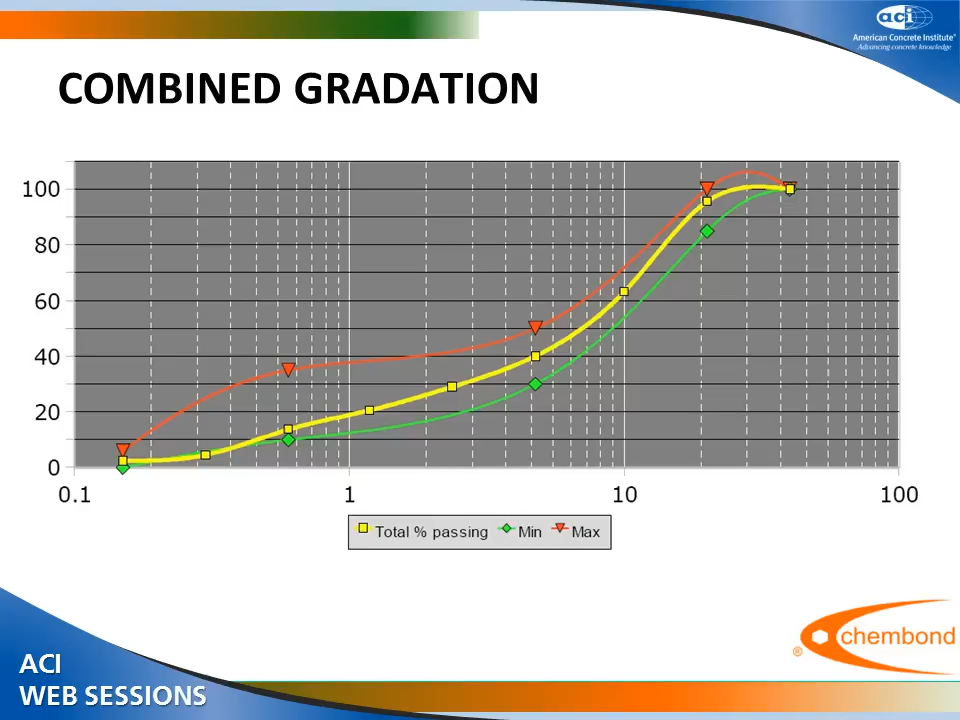 aci
American Concrete Institute®
Advancing concrete knowledge
COMBINED GRADATION
100
80
60
40
20
0
0.1 1 10 100
Total % passing Min Max
chembond
®
ACI
WEB SESSIONS